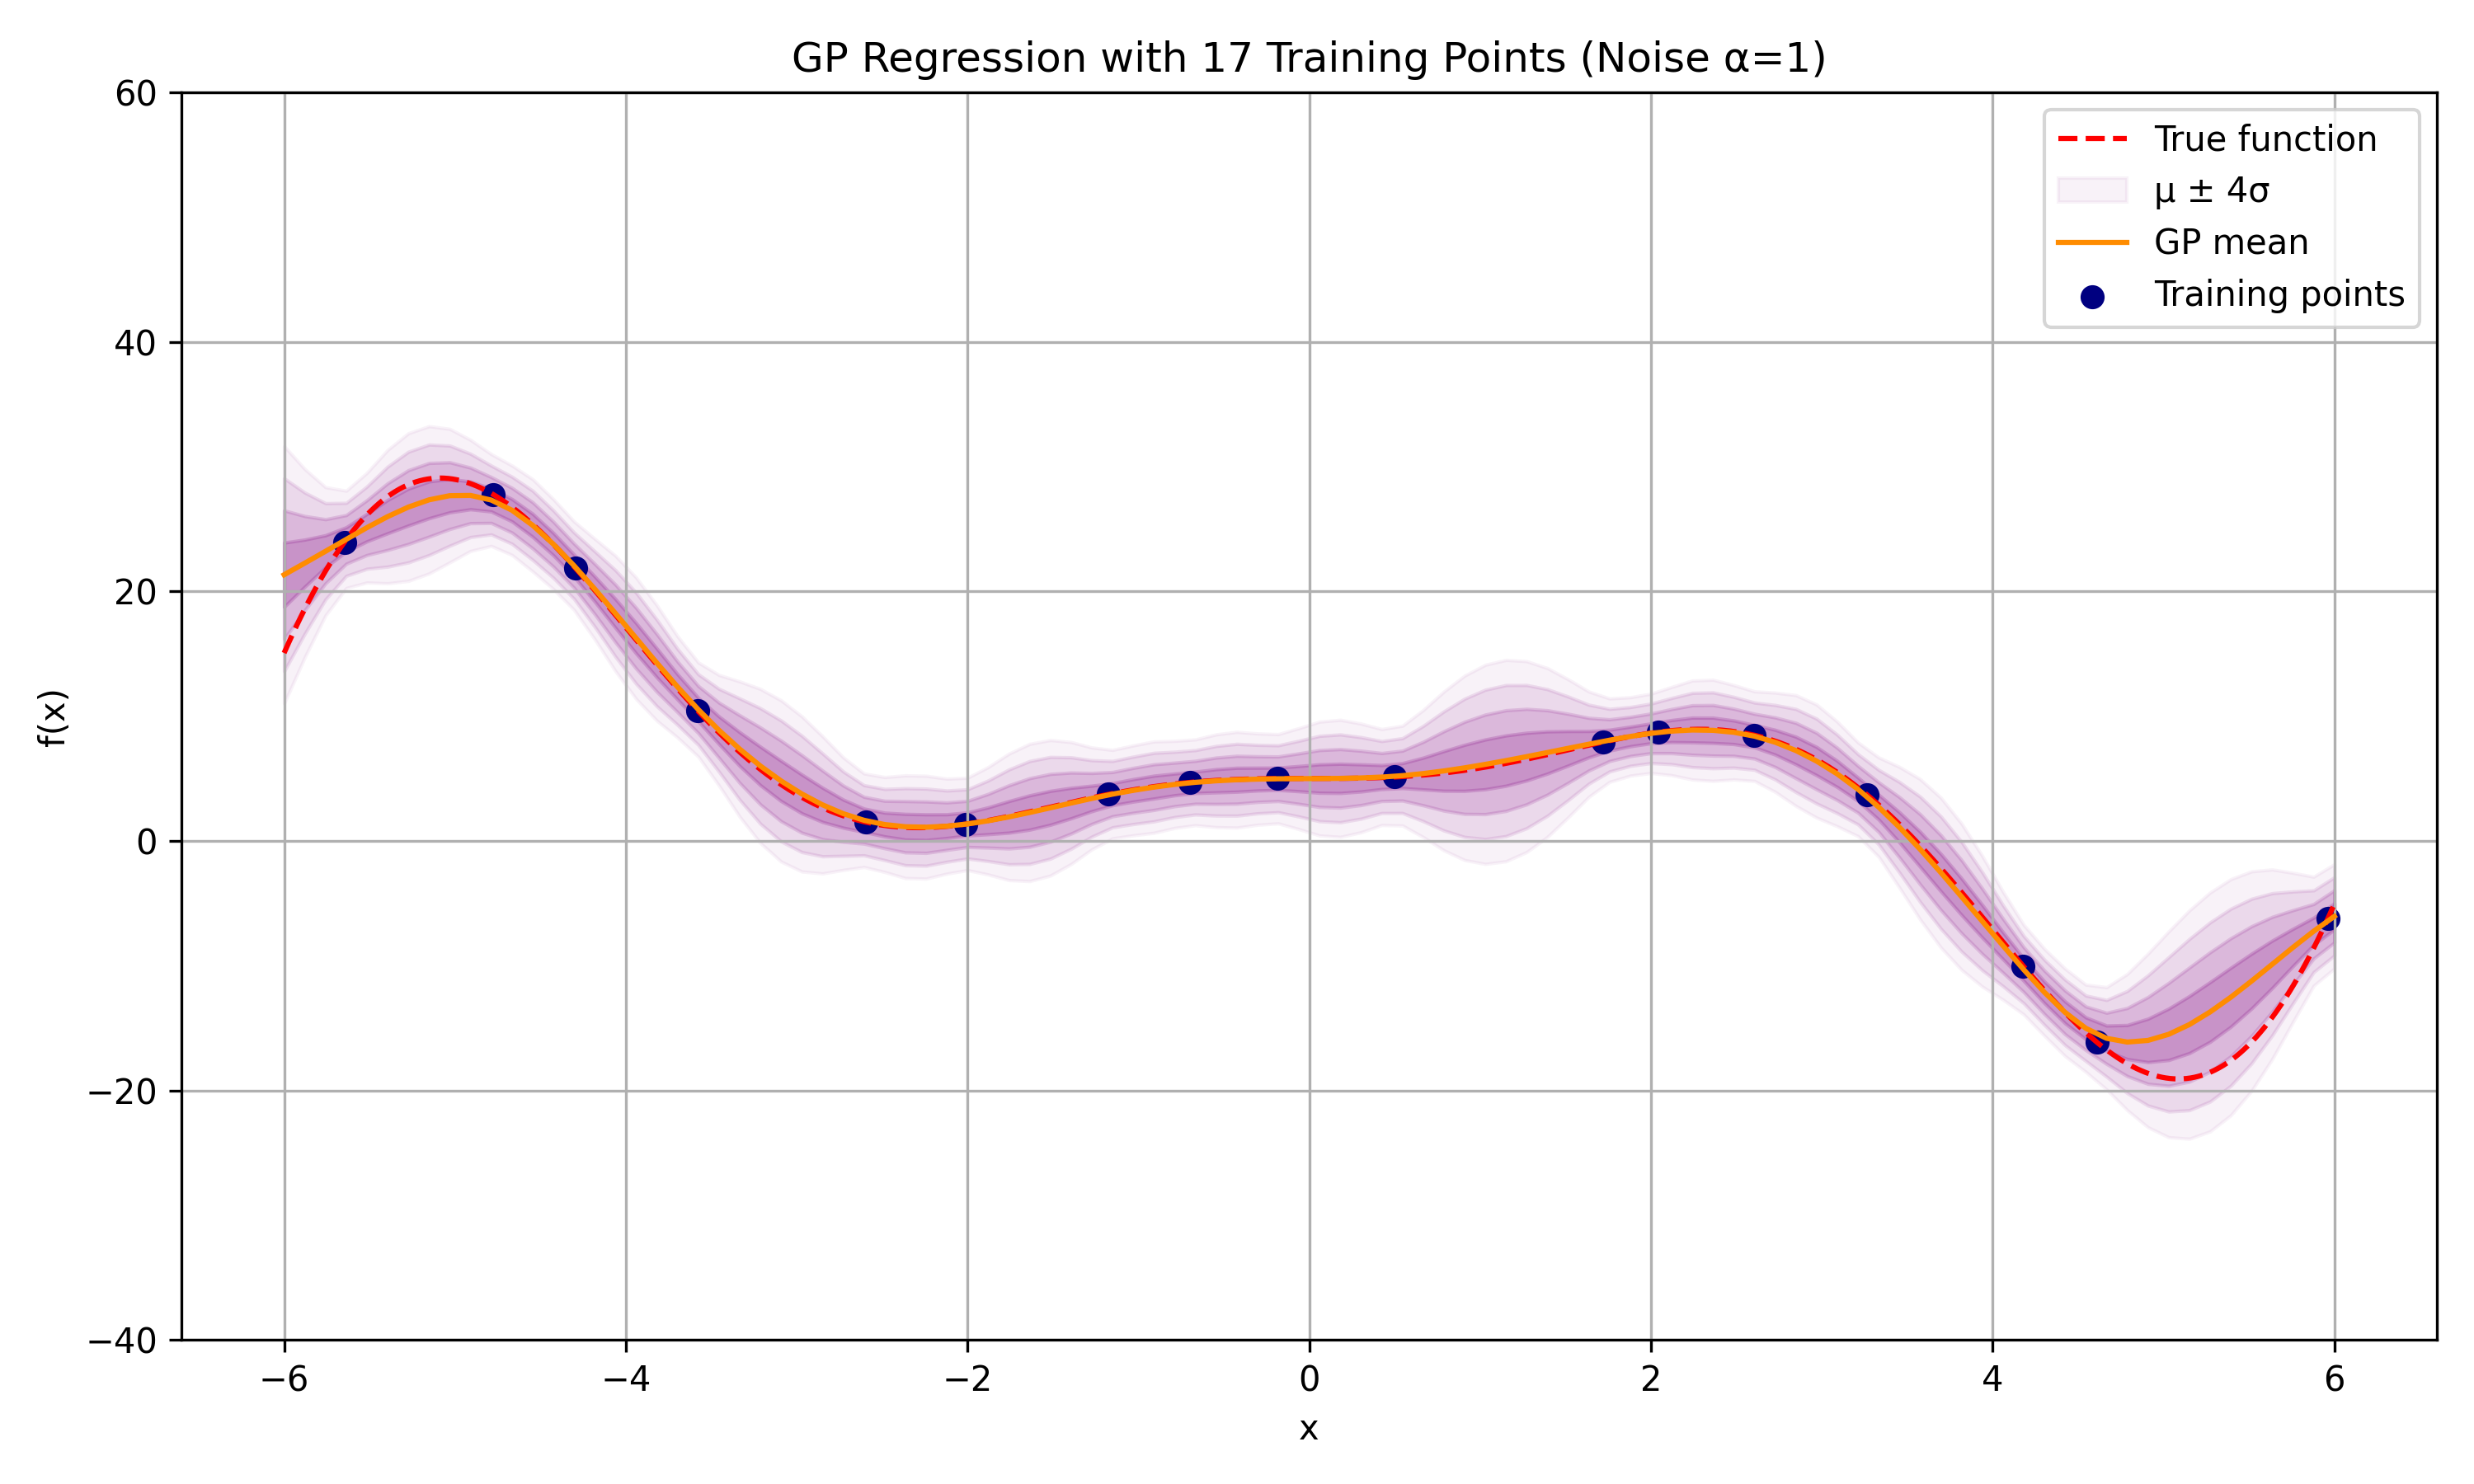 GP Regression with 17 Training Points (Noise α=1)
60
40
20
0
−20
−40
f(x)
True function
μ ± 4σ
GP mean
Training points
−6
−4
−2
0
2
4
6
x